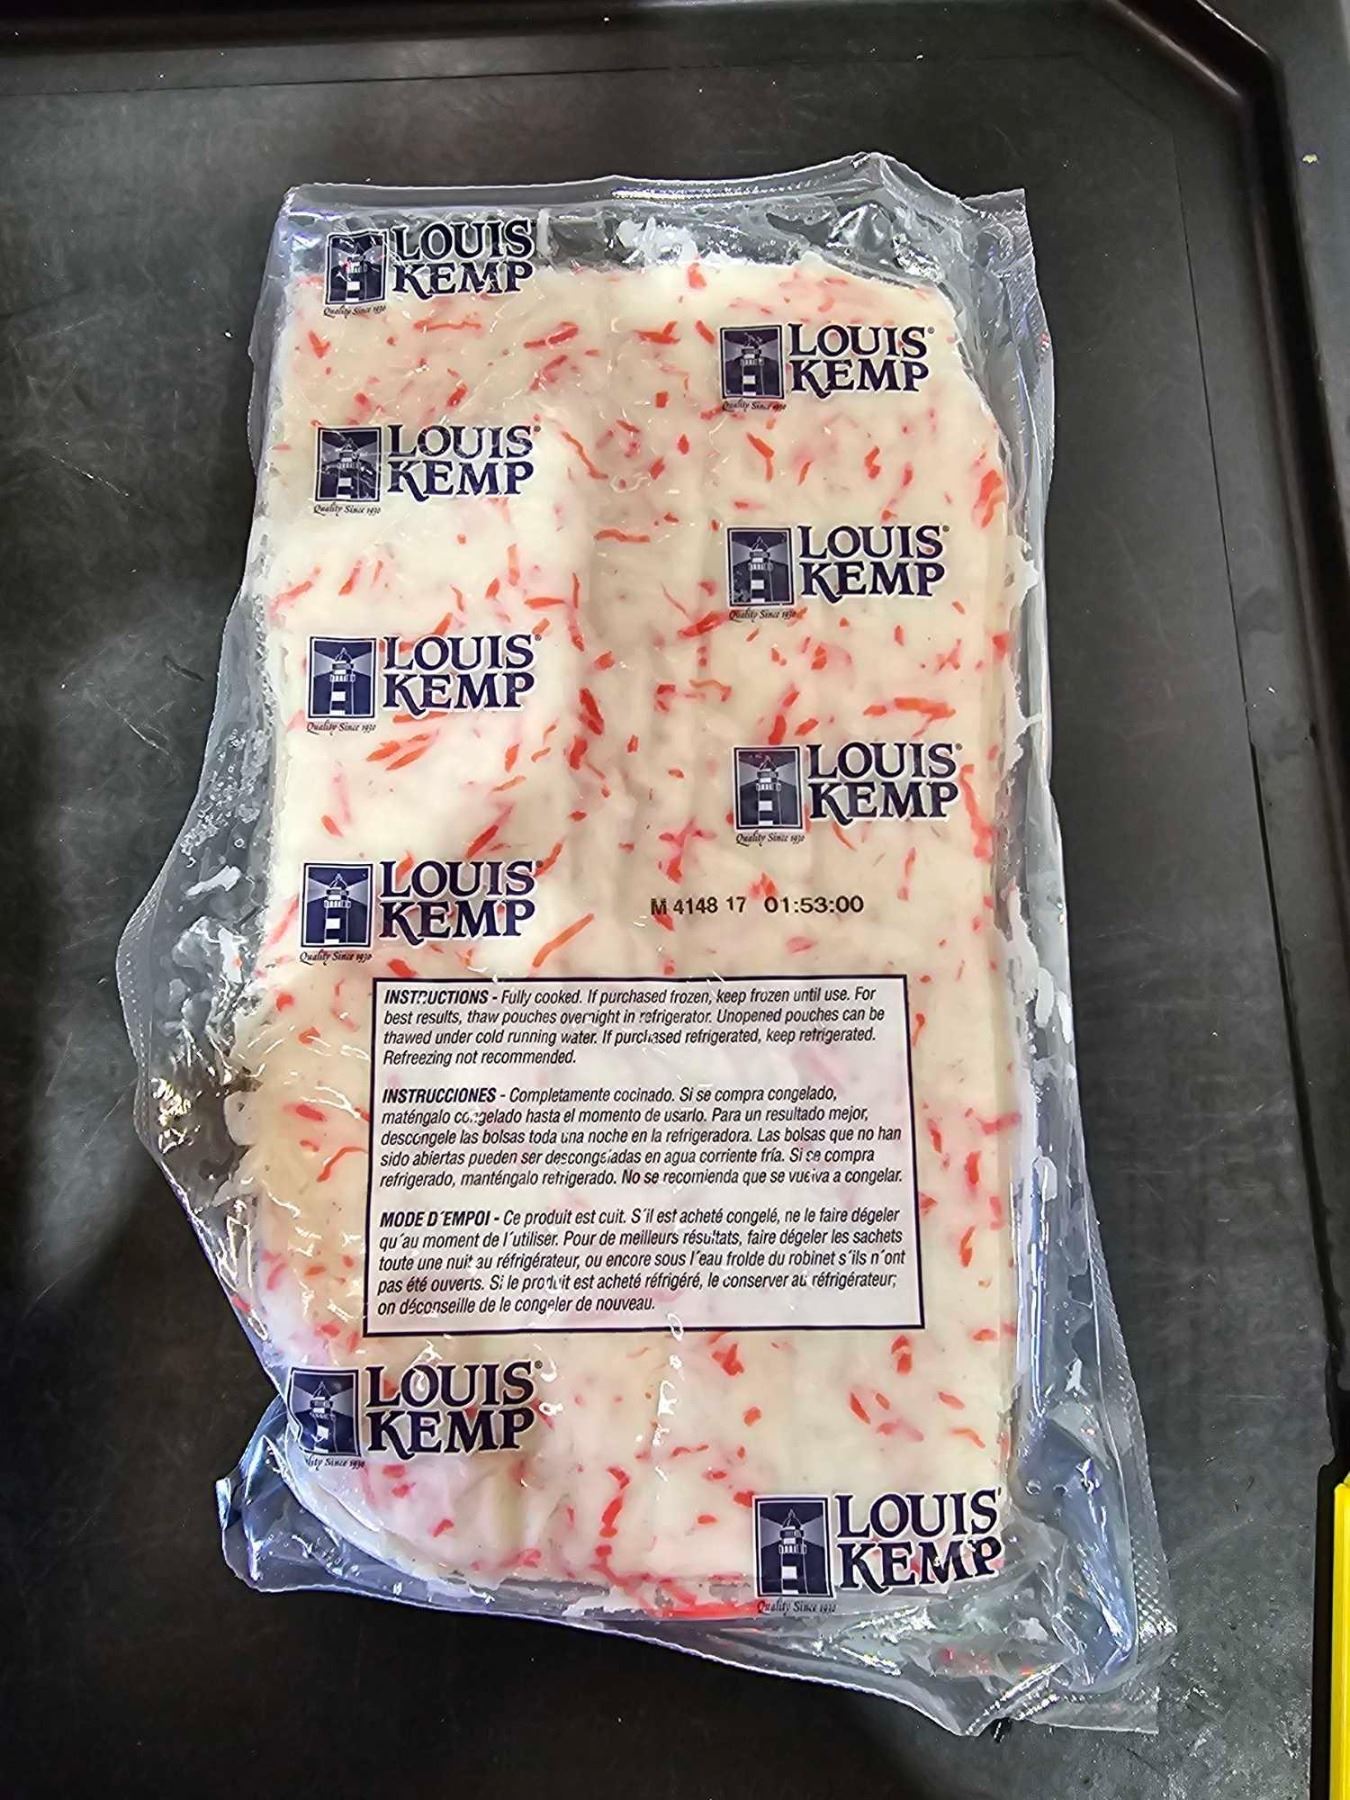 LOUIS
KEMP
Quality Since 1930
LOUIS®
KEMP
Quality Since
LOUIS®
KEMP
Quality Since 1930
LOUIS®
KEMP
Quality Since 1930
LOUIS®
KEMP
Quality Since 1930
LOUIS®
KEMP
Quality Since 1930
LOUIS®
KEMP
Quality Since 1930
M 4148 17 01:53:00
INSTRUCTIONS - Fully cooked. If purchased frozen, keep frozen until use. For
best results, thaw pouches overnight in refrigerator. Unopened pouches can be
thawed under cold running water. If purchased refrigerated, keep refrigerated.
Refreezing not recommended.
INSTRUCCIONES - Completamente cocinado. Si se compra congelado,
maténgalo congelado hasta el momento de usarlo. Para un resultado mejor,
descongele las bolsas toda una noche en la refrigeradora. Las bolsas que no han
sido abiertas pueden ser descongeladas en agua corriente fría. Si se compra
refrigerado, manténgalo refrigerado. No se recomienda que se vuelva a congelar.
MODE D´EMPOI - Ce produit est cuit. S´il est acheté congelé, ne le faire dégeler
qu´au moment de l´utiliser. Pour de meilleurs résultats, faire dégeler les sachets
toute une nuit au réfrigérateur, ou encore sous l´eau frolde du robinet s´ils n´ont
pas été ouverts. Si le produit est acheté réfrigéré, le conserver au réfrigérateur;
on déconseille de le congeler de nouveau.
LOUIS®
KEMP
Since 1930
LOUIS
KEMP
Quality Since 1930